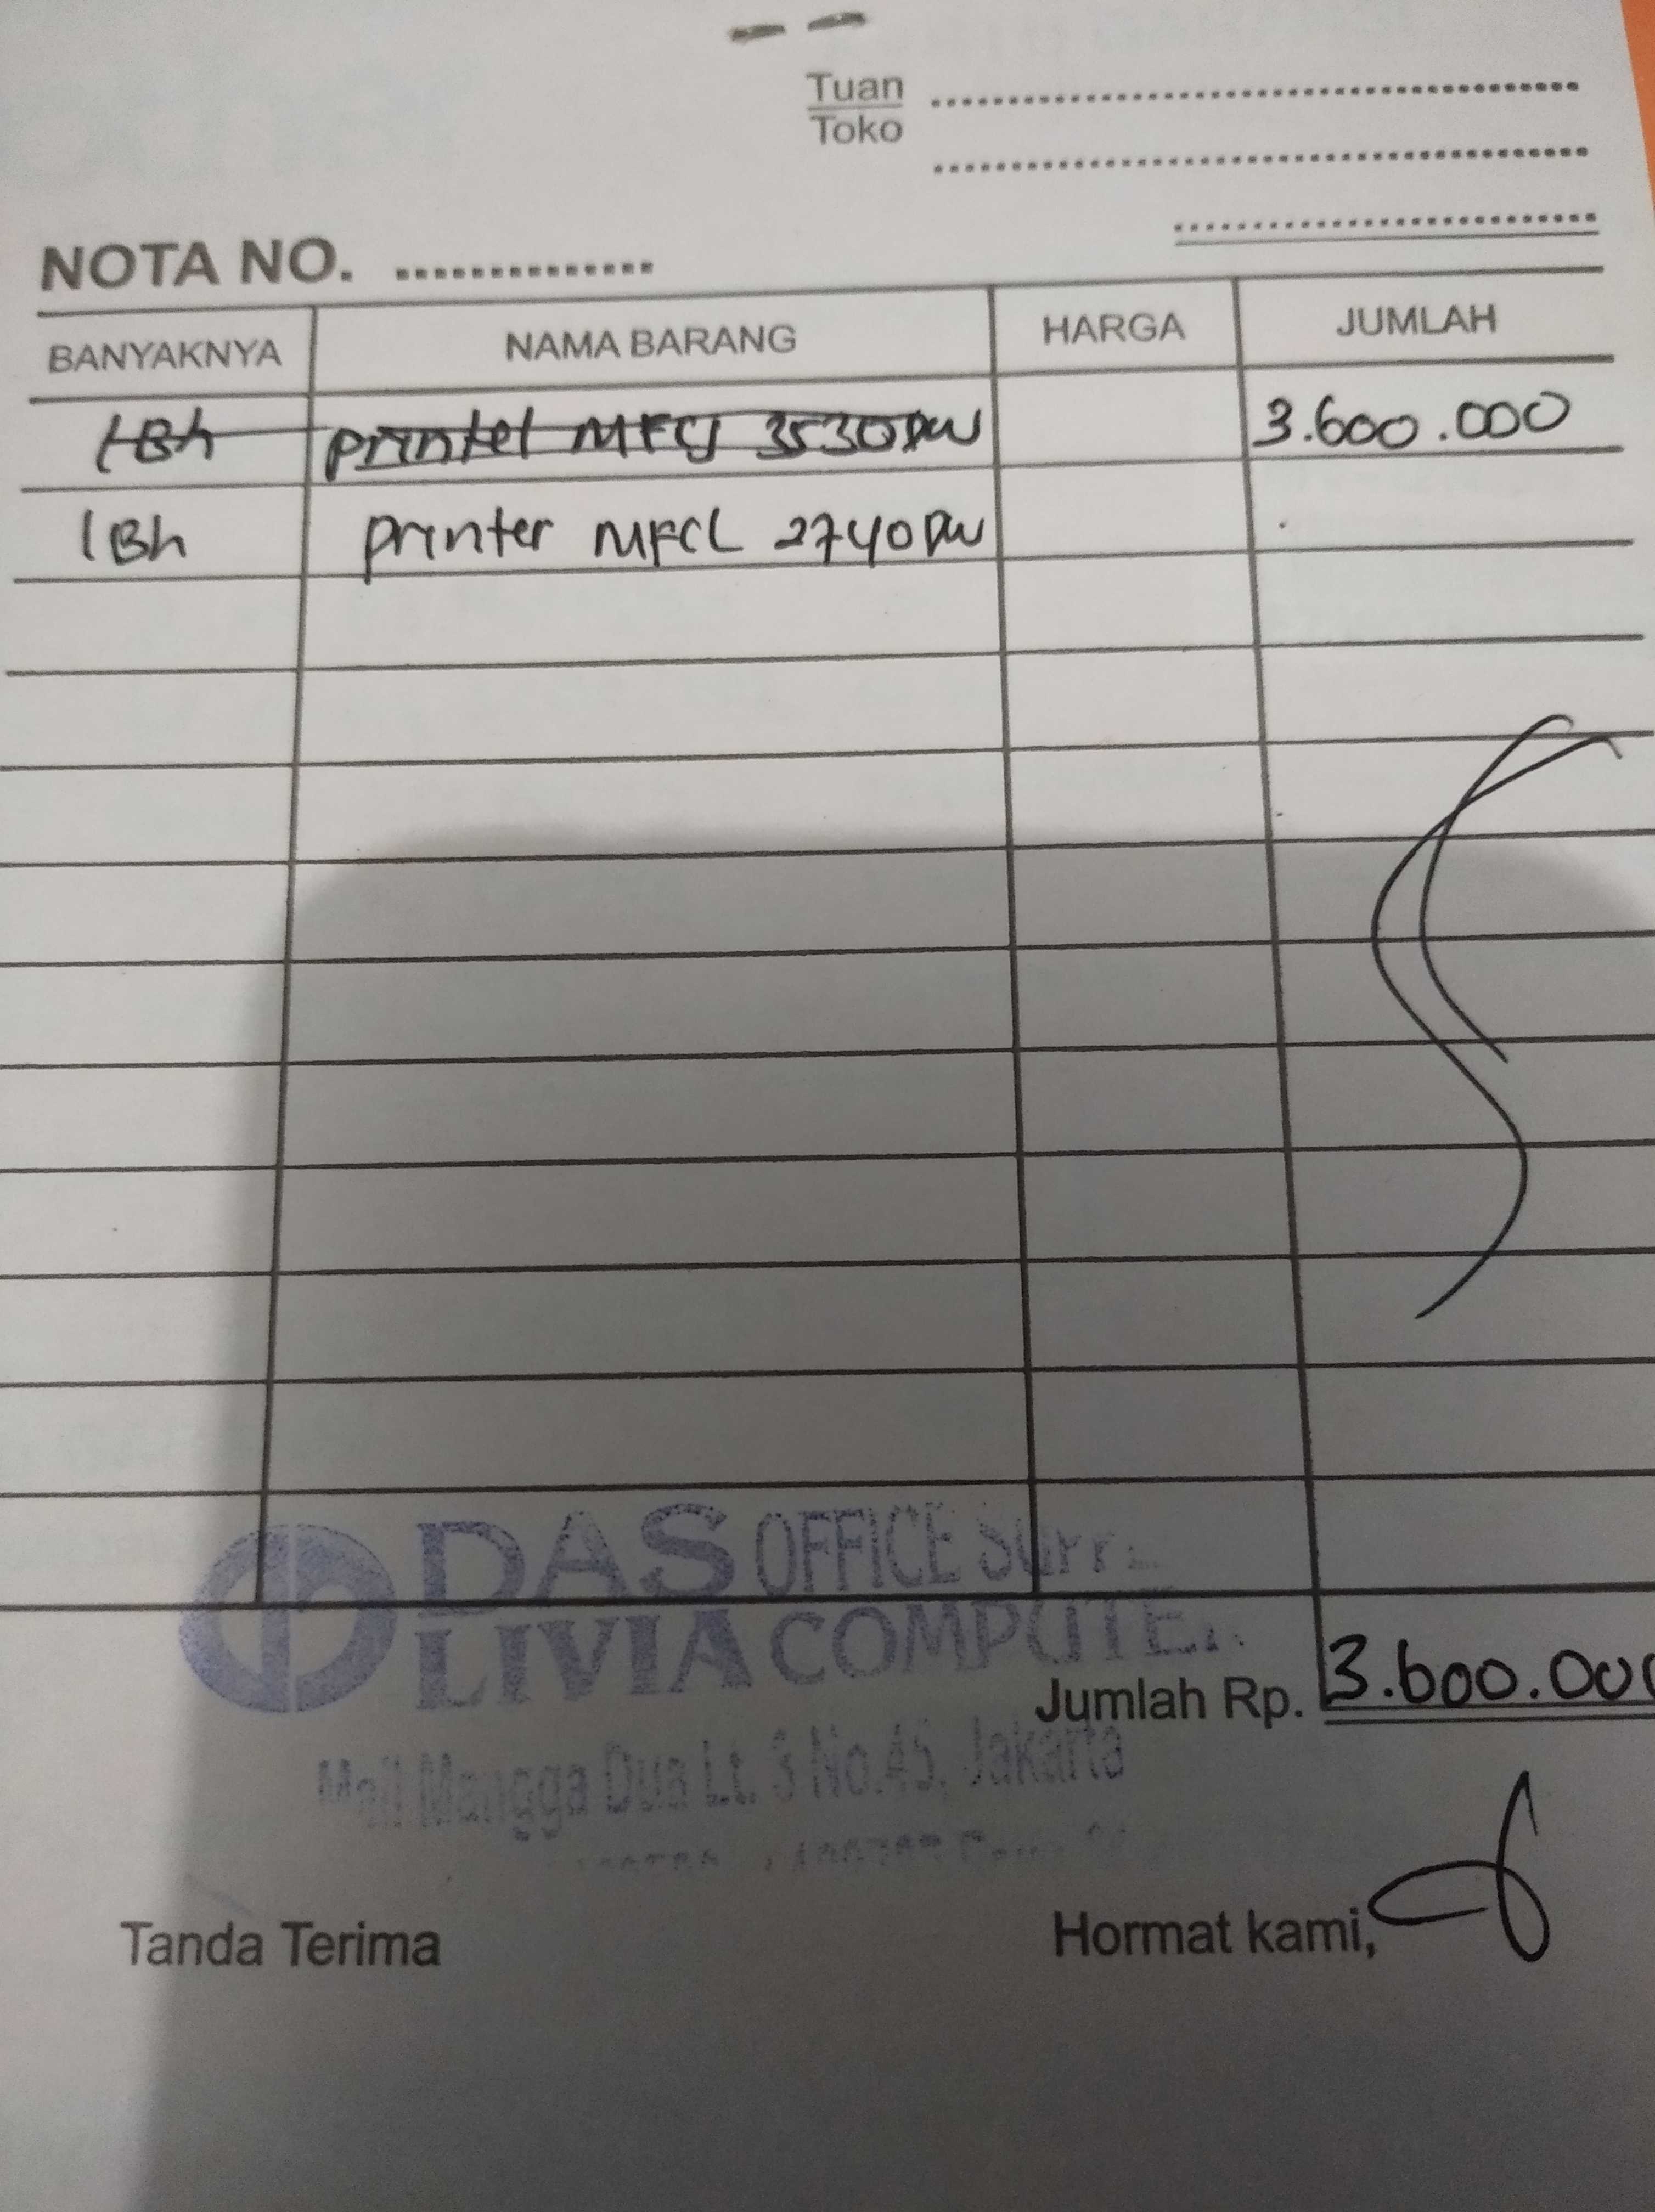 Tuan
Toko
NOTA NO.
BANYAKNYA NAMA BARANG HARGA JUMLAH
1Bh printer MFCJ 3530DW 3.600.000
1Bh printer MFCL 2740DW
DAS OFFICE
LIVIA COMPUTER
Jumlah Rp. 3.600.000
Mall Mangga Dua Lt. 3 No.45. Jakarta
Tanda Terima Hormat kami,